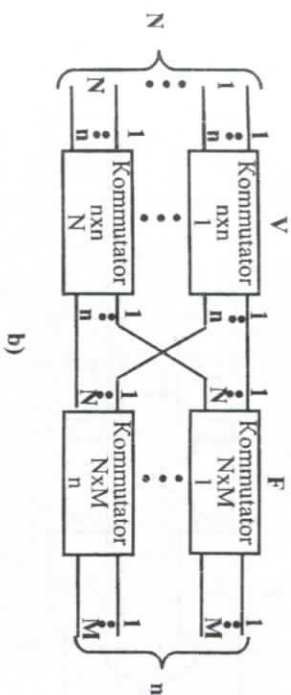 V F
1 Kommutator 1 1 Kommutator 1
1 nxn NxM
n 1 n N 1 M
N n
1 Kommutator 1 1 Kommutator 1
N nxn NxM
n N n N n M
b)